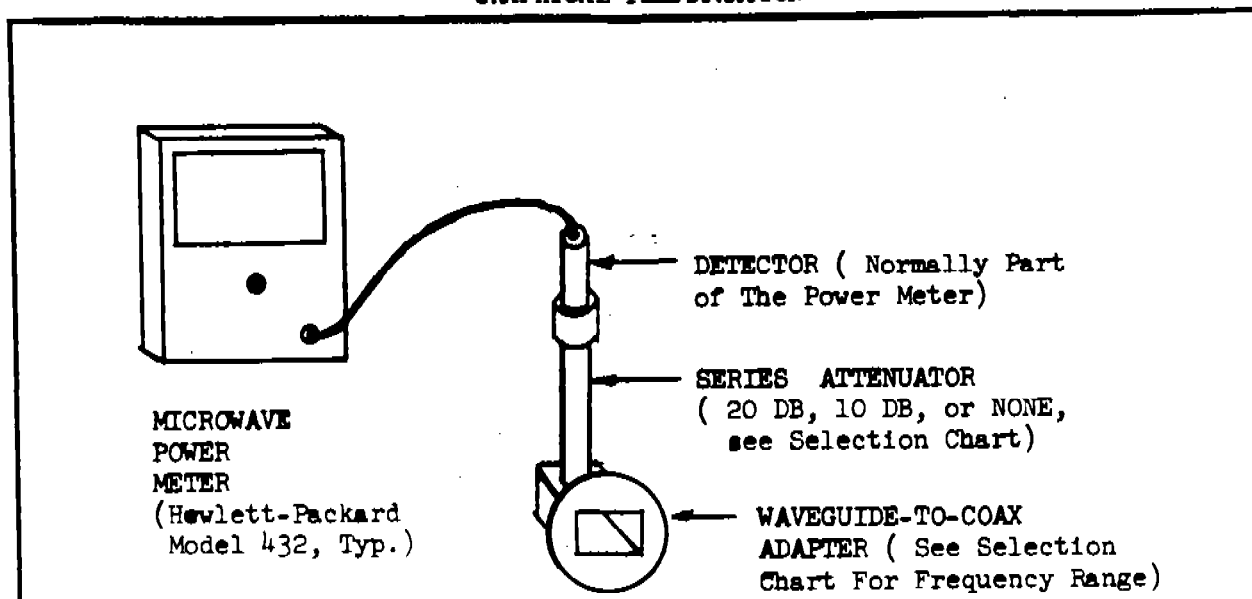 DETECTOR ( Normally Part
of The Power Meter)
SERIES ATTENUATOR
( 20 DB, 10 DB, or NONE,
see Selection Chart)
MICROWAVE
POWER
METER
(Hewlett-Packard
Model 432, Typ.)
WAVEGUIDE-TO-COAX
ADAPTER ( See Selection
Chart For Frequency Range)